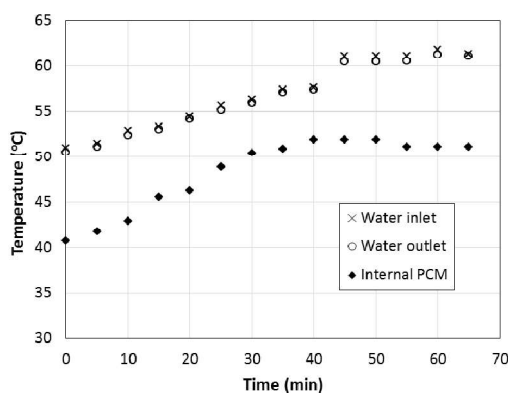 65
60
55
50
45
40
35
30
Temperature (°C)
Water inlet
Water outlet
Internal PCM
0 10 20 30 40 50 60 70
Time (min)